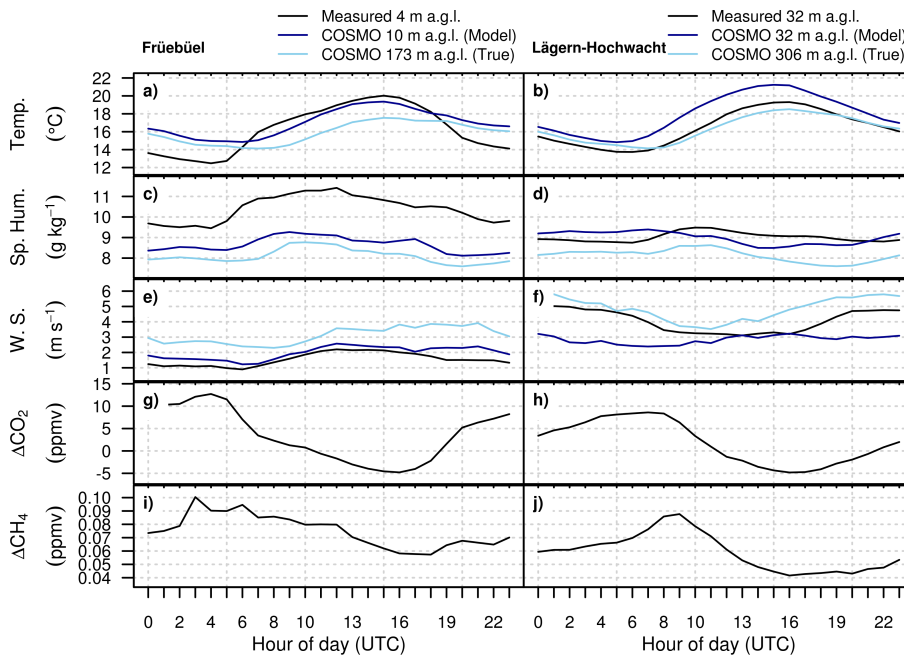 Früebüel
Measured 4 m a.g.l.
COSMO 10 m a.g.l. (Model)
COSMO 173 m a.g.l. (True)
Lägern-Hochwacht
Measured 32 m a.g.l.
COSMO 32 m a.g.l. (Model)
COSMO 306 m a.g.l. (True)
Temp.
(°C)
22
20
18
16
14
12
a)
b)
Sp. Hum.
(g kg⁻¹)
11
10
9
8
c)
d)
W. S.
(m s⁻¹)
6
5
4
3
2
1
e)
f)
ΔCO₂
(ppmv)
15
10
5
0
-5
g)
h)
ΔCH₄
(ppmv)
0.10
0.09
0.08
0.07
0.06
0.05
0.04
i)
j)
0 2 4 6 8 10 13 16 19 22
0 2 4 6 8 10 13 16 19 22
Hour of day (UTC)
Hour of day (UTC)